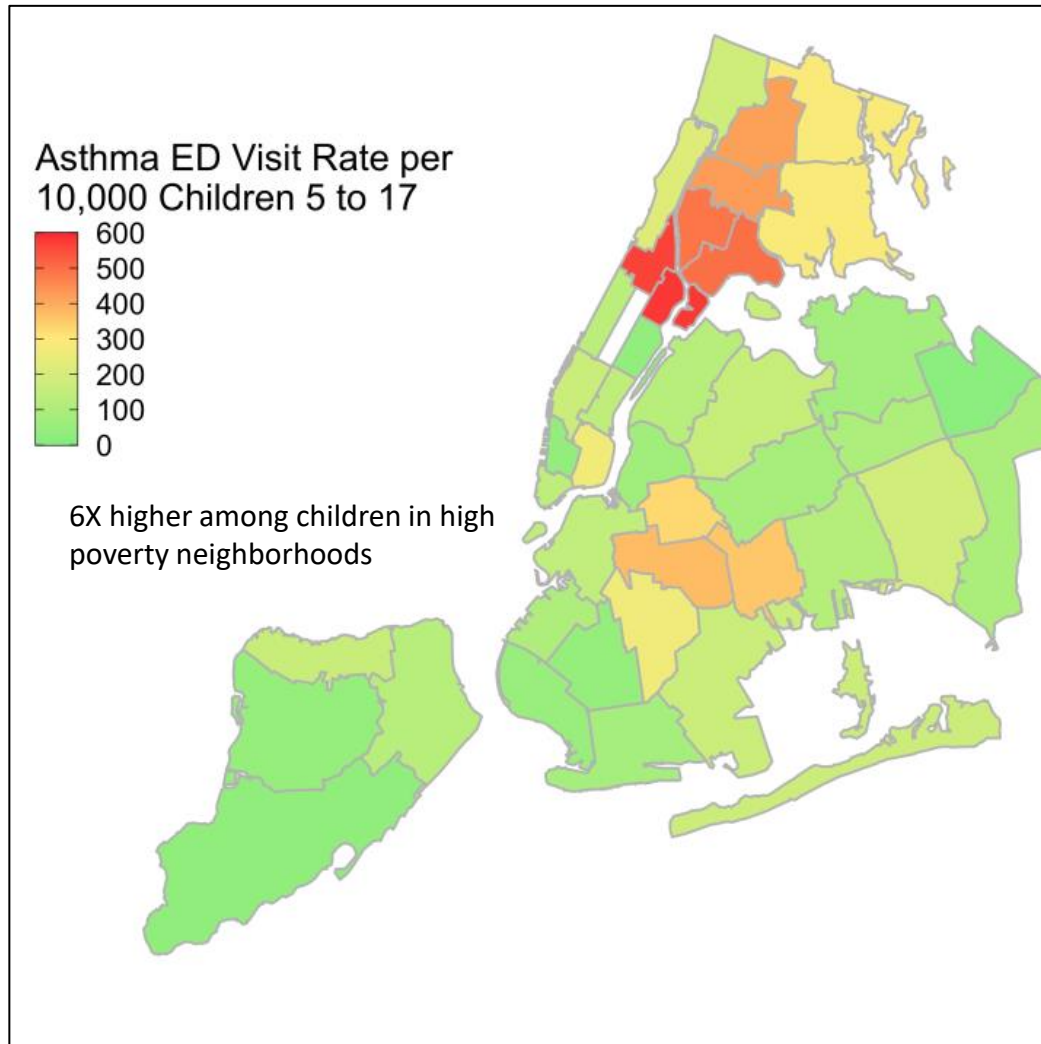 Asthma ED Visit Rate per
10,000 Children 5 to 17
600
500
400
300
200
100
0
6X higher among children in high
poverty neighborhoods